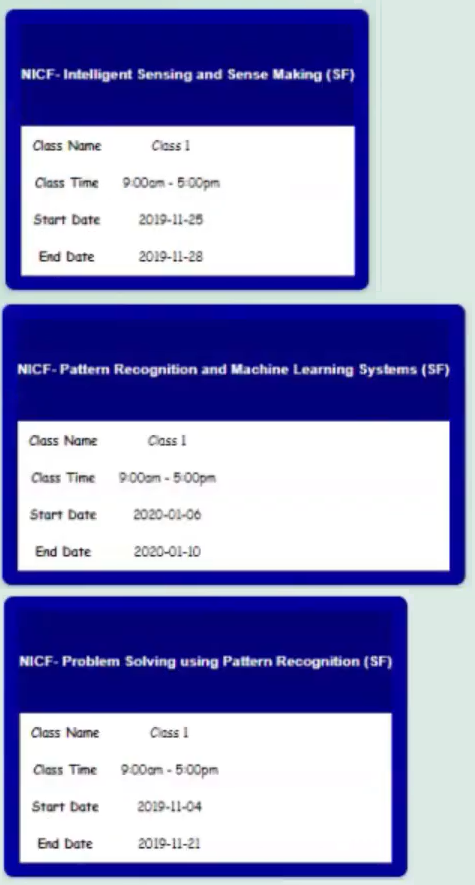 NICF- Intelligent Sensing and Sense Making (SF)
Class Name Class 1
Class Time 9:00am - 5:00pm
Start Date 2019-11-25
End Date 2019-11-28
NICF- Pattern Recognition and Machine Learning Systems (SF)
Class Name Class 1
Class Time 9:00am - 5:00pm
Start Date 2020-01-06
End Date 2020-01-10
NICF- Problem Solving using Pattern Recognition (SF)
Class Name Class 1
Class Time 9:00am - 5:00pm
Start Date 2019-11-04
End Date 2019-11-21